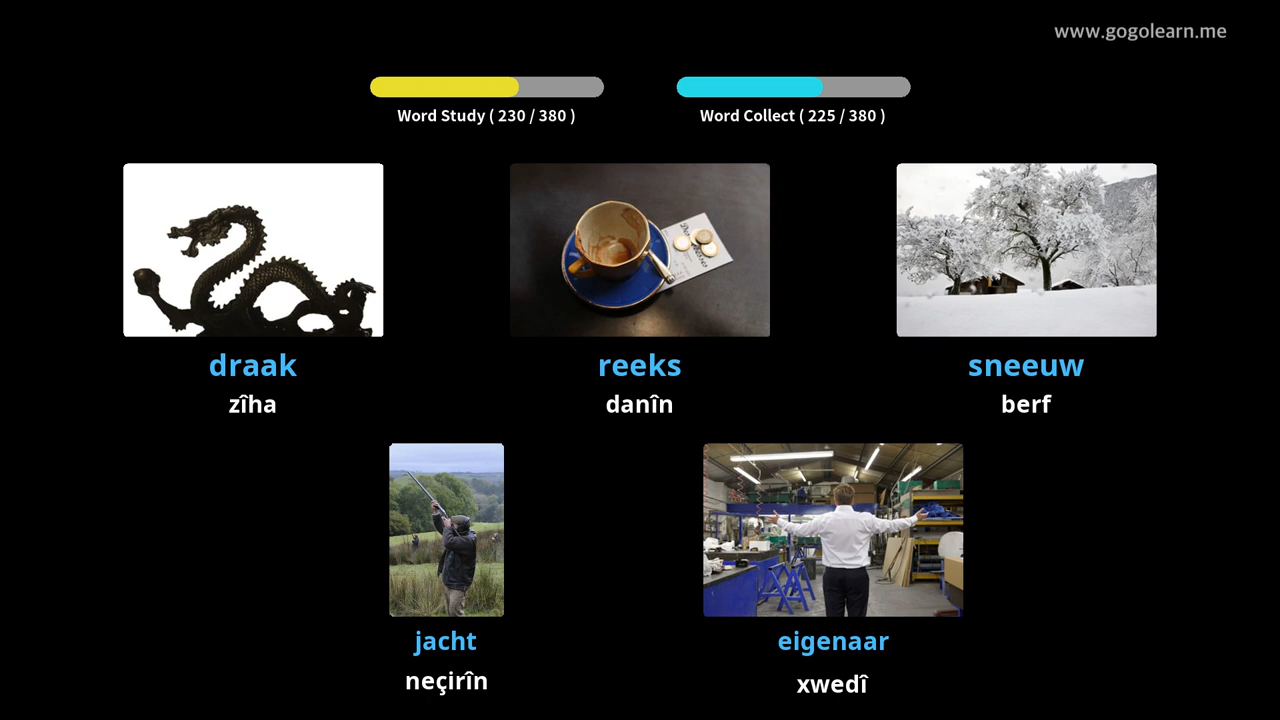 www.gogolearn.me
Word Study ( 230 / 380 )
Word Collect ( 225 / 380 )
draak
zîha
reeks
danîn
sneeuw
berf
jacht
neçirîn
eigenaar
xwedî